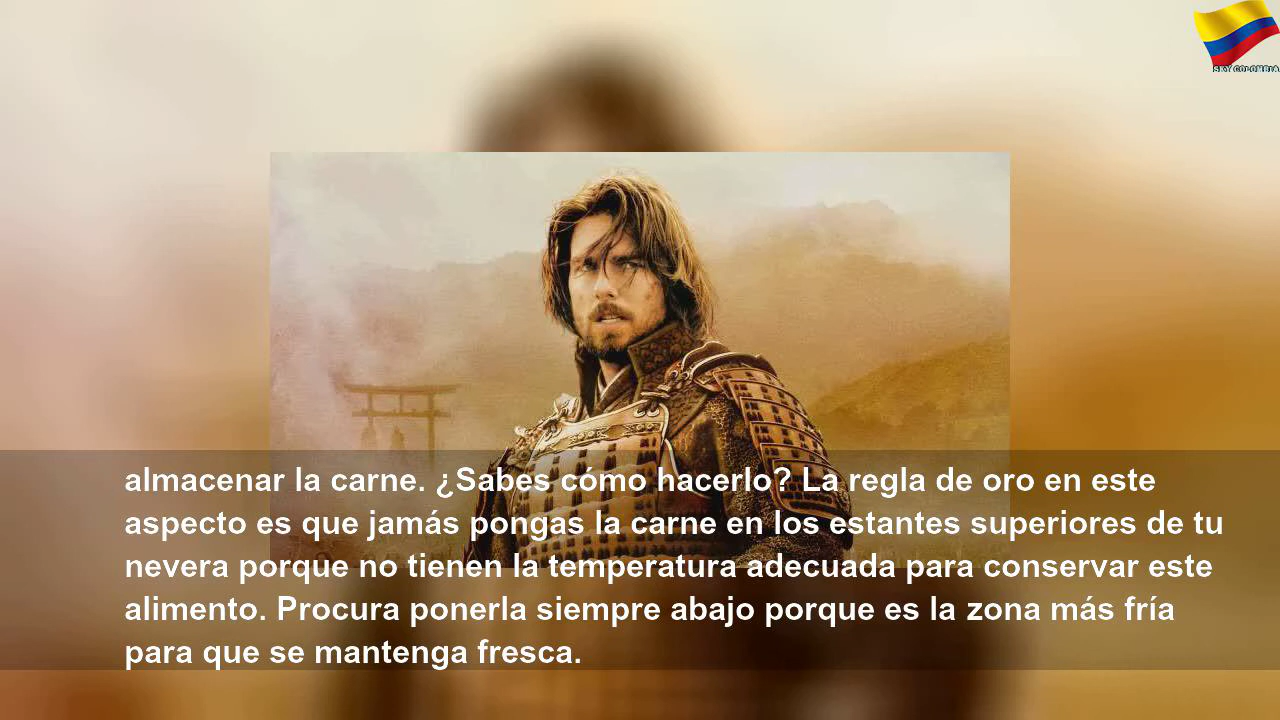 SKY COLOMBIA
almacenar la carne. ¿Sabes cómo hacerlo? La regla de oro en este
aspecto es que jamás pongas la carne en los estantes superiores de tu
nevera porque no tienen la temperatura adecuada para conservar este
alimento. Procura ponerla siempre abajo porque es la zona más fría
para que se mantenga fresca.